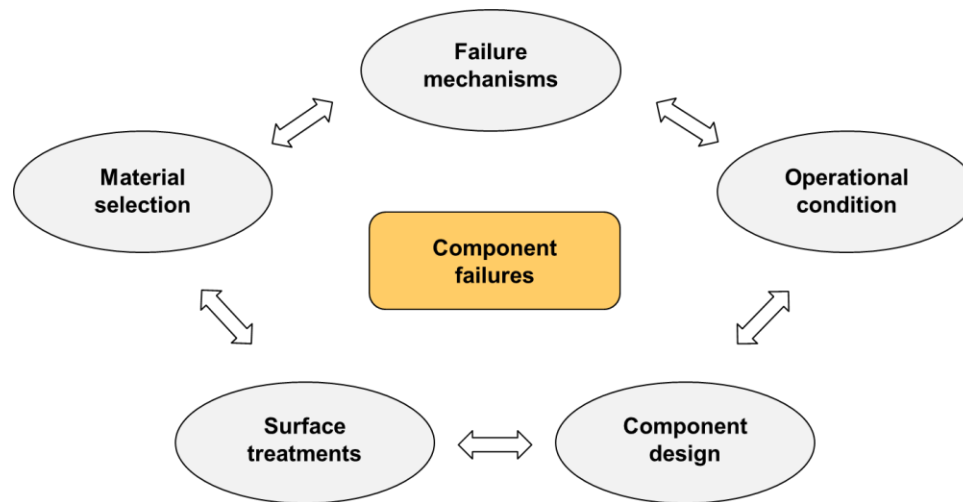 Failure
mechanisms
Material
selection
Operational
condition
Component
failures
Surface
treatments
Component
design